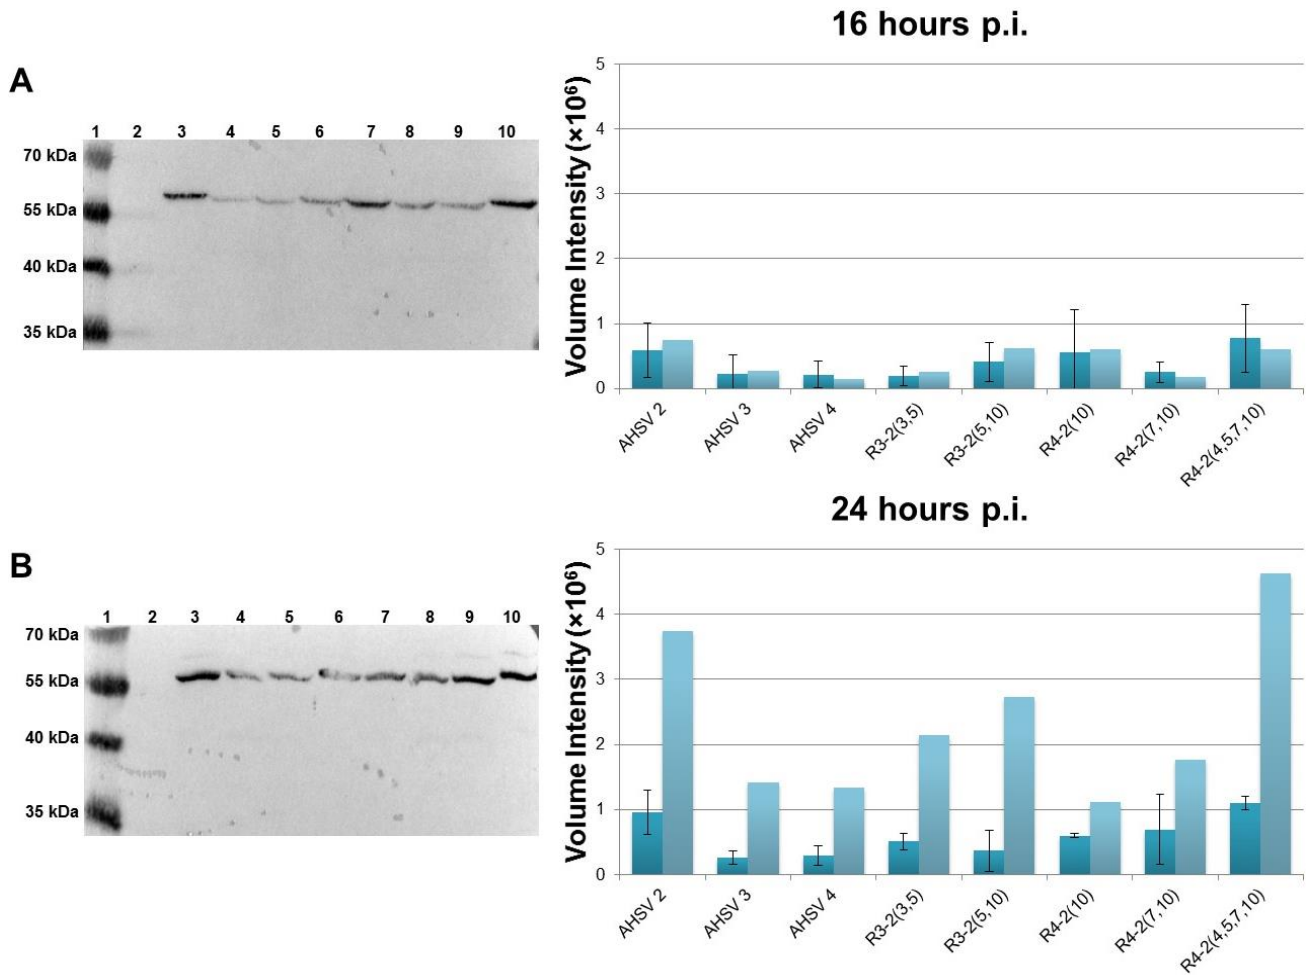 A
1 2 3 4 5 6 7 8 9 10
70 kDa
55 kDa
40 kDa
35 kDa
16 hours p.i.
Volume Intensity (×10⁶)
5
4
3
2
1
0
AHSV 2
AHSV 3
AHSV 4
R3-2(3,5)
R3-2(5,10)
R4-2(10)
R4-2(7,10)
R4-2(4,5,7,10)
B
1 2 3 4 5 6 7 8 9 10
70 kDa
55 kDa
40 kDa
35 kDa
24 hours p.i.
Volume Intensity (×10⁶)
5
4
3
2
1
0
AHSV 2
AHSV 3
AHSV 4
R3-2(3,5)
R3-2(5,10)
R4-2(10)
R4-2(7,10)
R4-2(4,5,7,10)